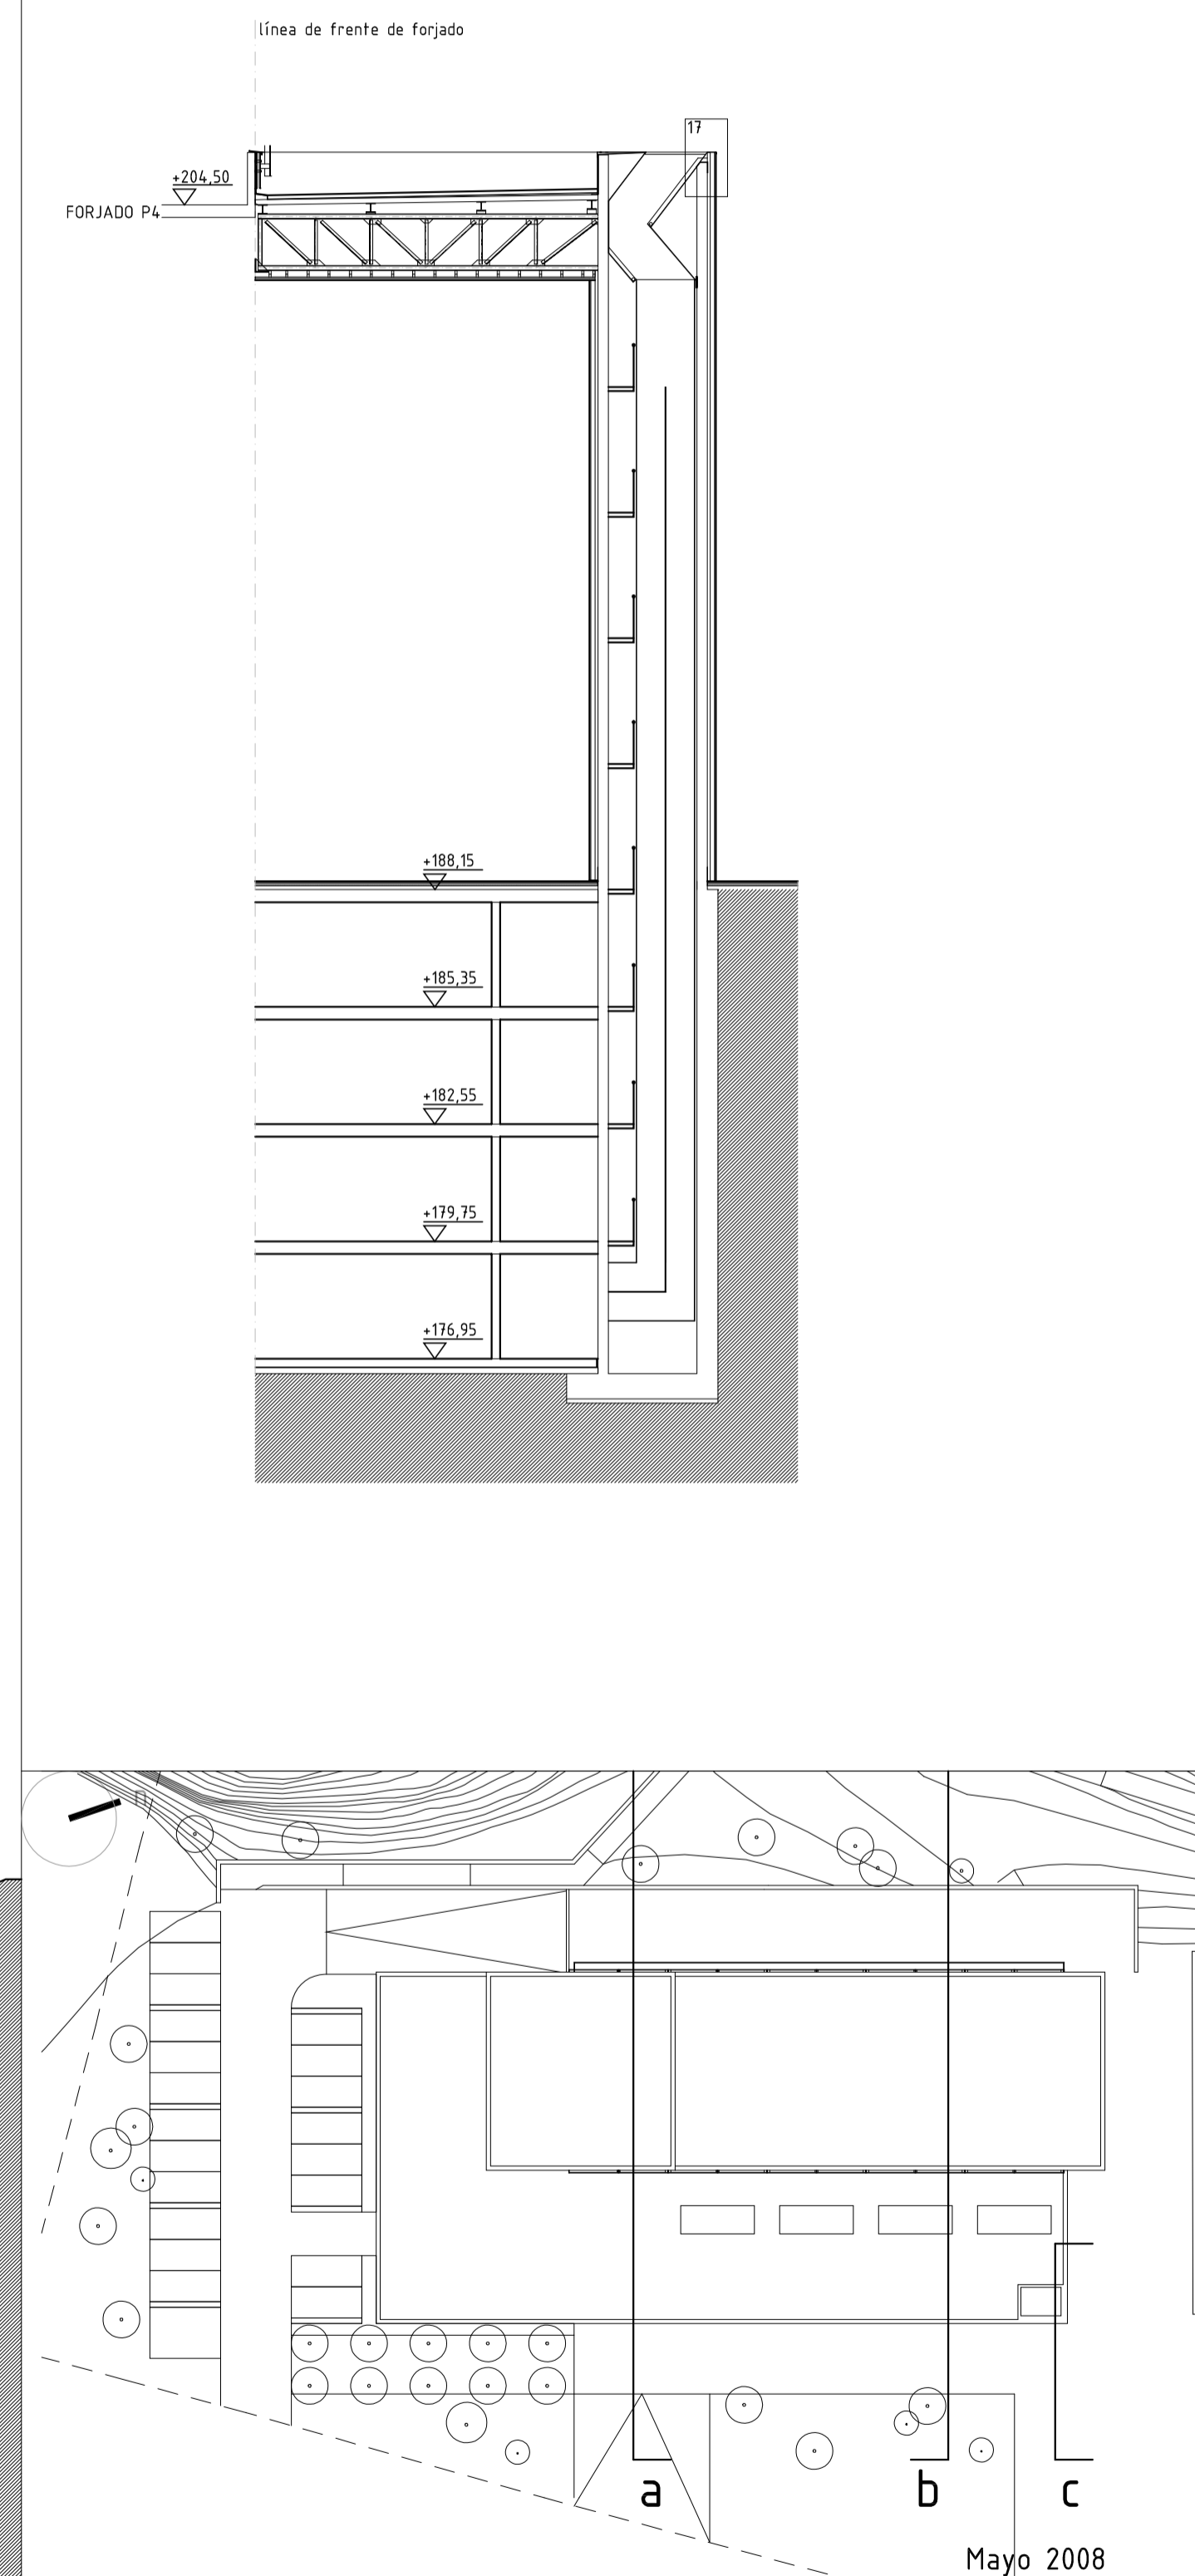 línea de frente de forjado
17
+204,50
FORJADO P4
+188,15
+185,35
+182,55
+179,75
+176,95
n
a b c
Mayo 2008